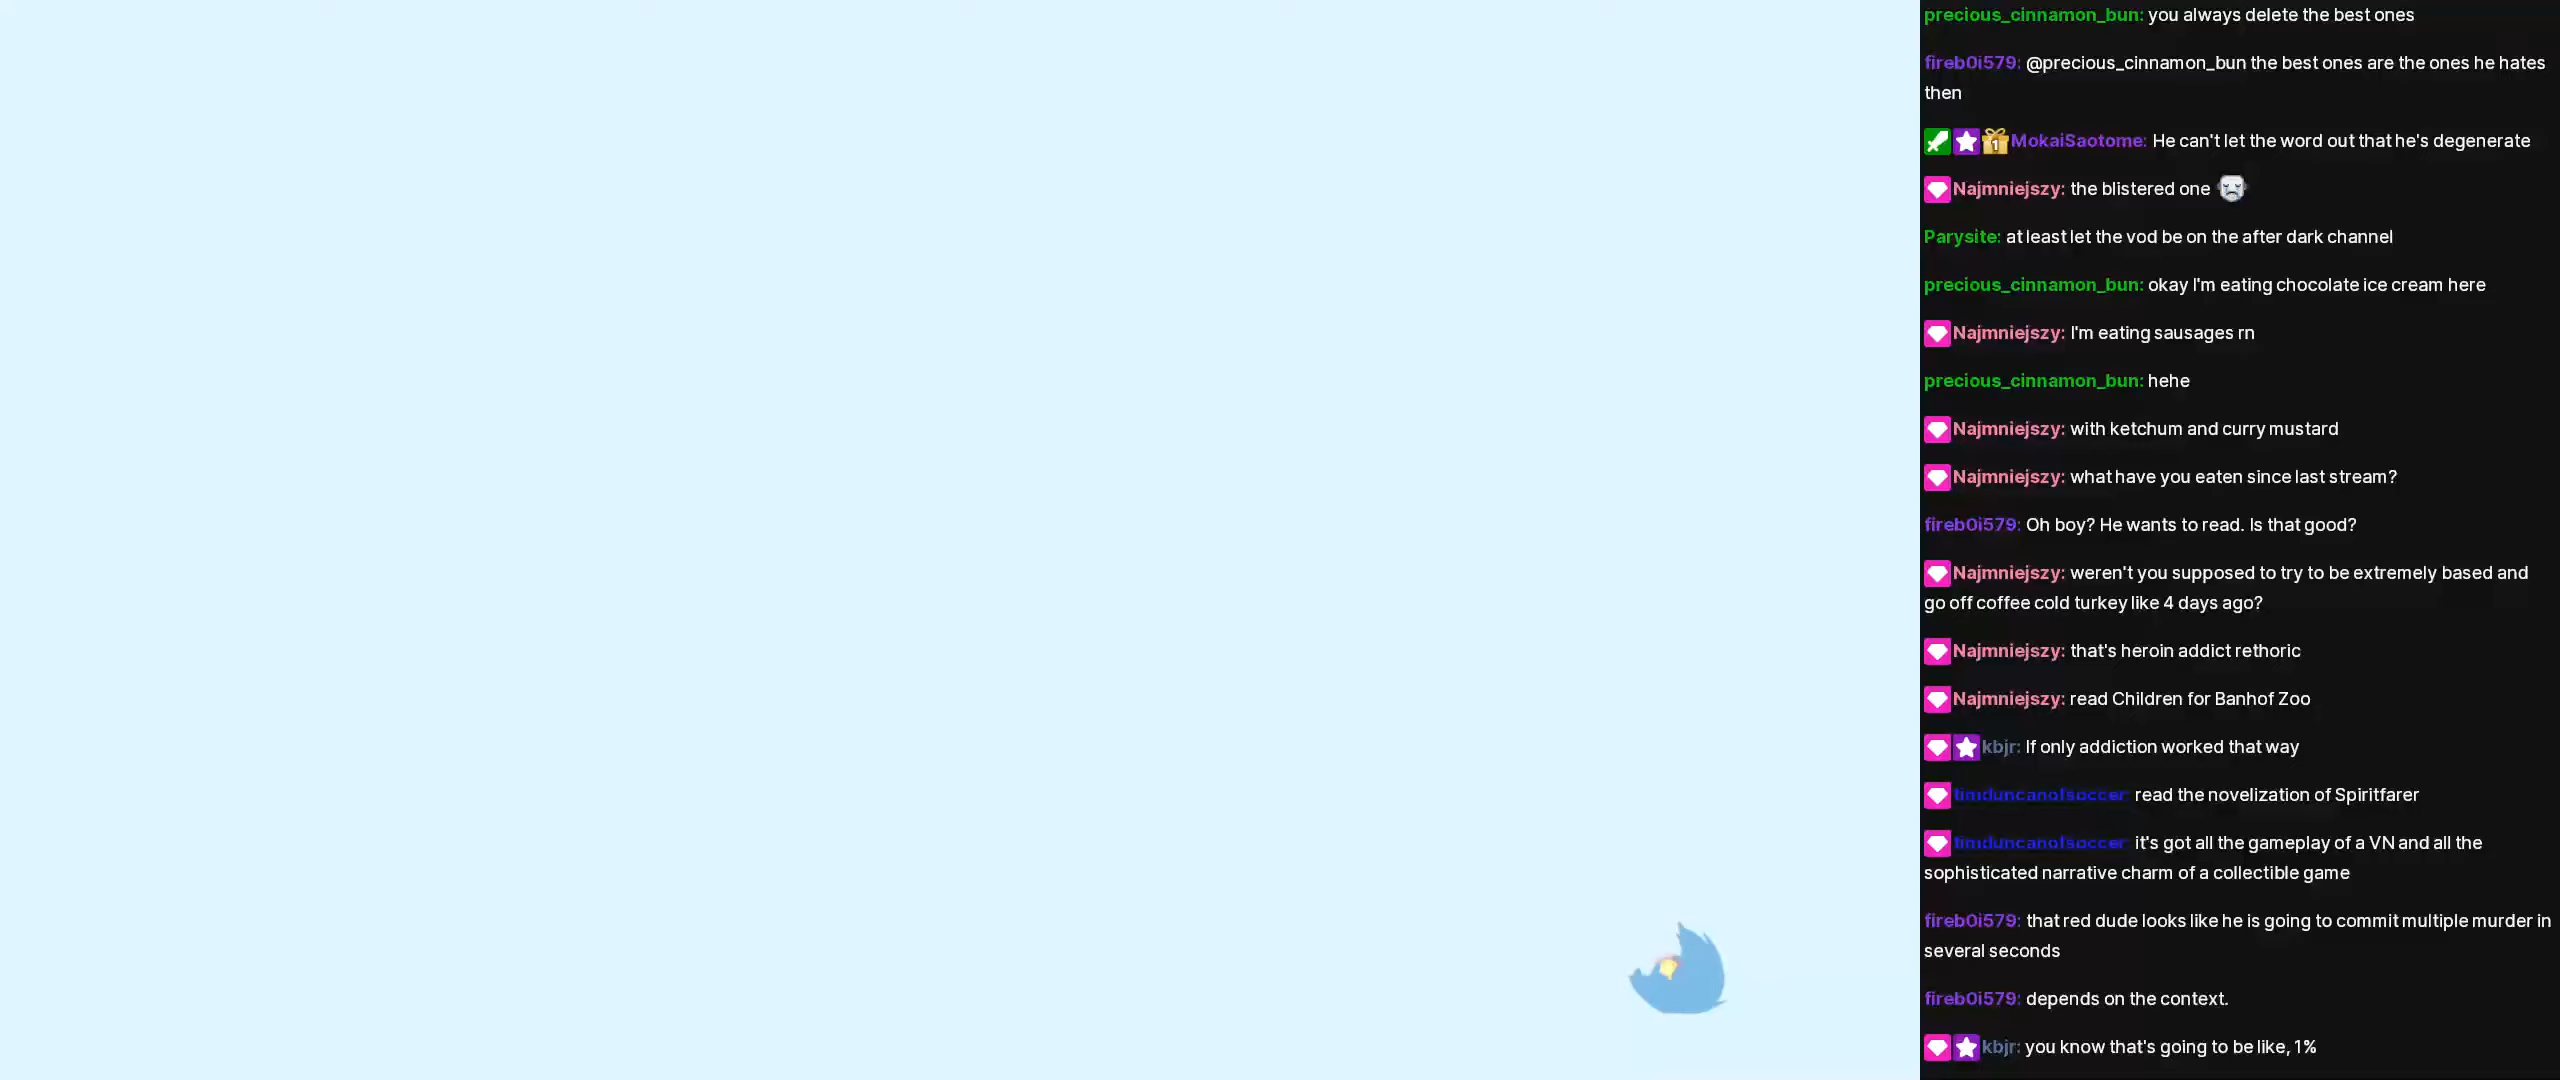 precious_cinnamon_bun: you always delete the best ones
fireb0i579: @precious_cinnamon_bun the best ones are the ones he hates
then
1 MokaiSaotome: He can't let the word out that he's degenerate
Najmniejszy: the blistered one
Parysite: at least let the vod be on the after dark channel
precious_cinnamon_bun: okay I'm eating chocolate ice cream here
Najmniejszy: I'm eating sausages rn
precious_cinnamon_bun: hehe
Najmniejszy: with ketchum and curry mustard
Najmniejszy: what have you eaten since last stream?
fireb0i579: Oh boy? He wants to read. Is that good?
Najmniejszy: weren't you supposed to try to be extremely based and
go off coffee cold turkey like 4 days ago?
Najmniejszy: that's heroin addict rethoric
Najmniejszy: read Children for Banhof Zoo
kbjr: If only addiction worked that way
timduncanofsoccer: read the novelization of Spiritfarer
timduncanofsoccer: it's got all the gameplay of a VN and all the
sophisticated narrative charm of a collectible game
fireb0i579: that red dude looks like he is going to commit multiple murder in
several seconds
fireb0i579: depends on the context.
kbjr: you know that's going to be like, 1%